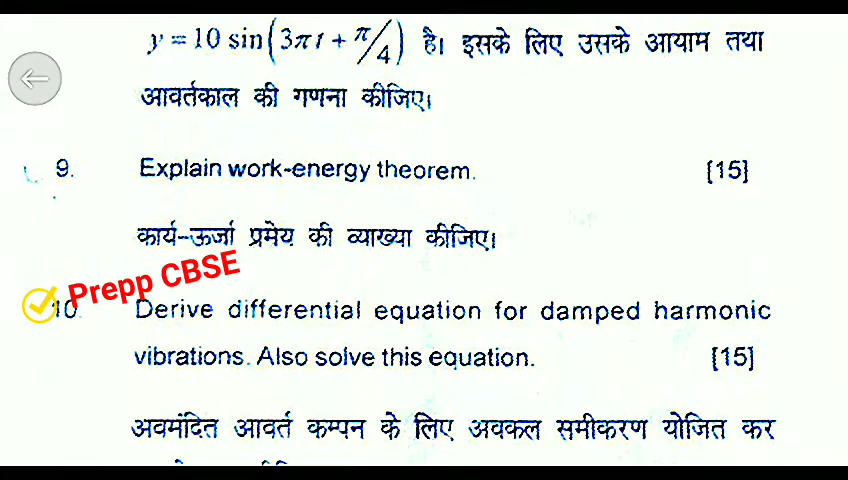 y = 10 sin(3πt + π/4) है। इसके लिए उसके आयाम तथा
आवर्तकाल की गणना कीजिए।
9. Explain work-energy theorem. [15]
कार्य-ऊर्जा प्रमेय की व्याख्या कीजिए।
Prepp CBSE
10. Derive differential equation for damped harmonic
vibrations. Also solve this equation. [15]
अवमंदित आवर्त कम्पन के लिए अवकल समीकरण योजित कर